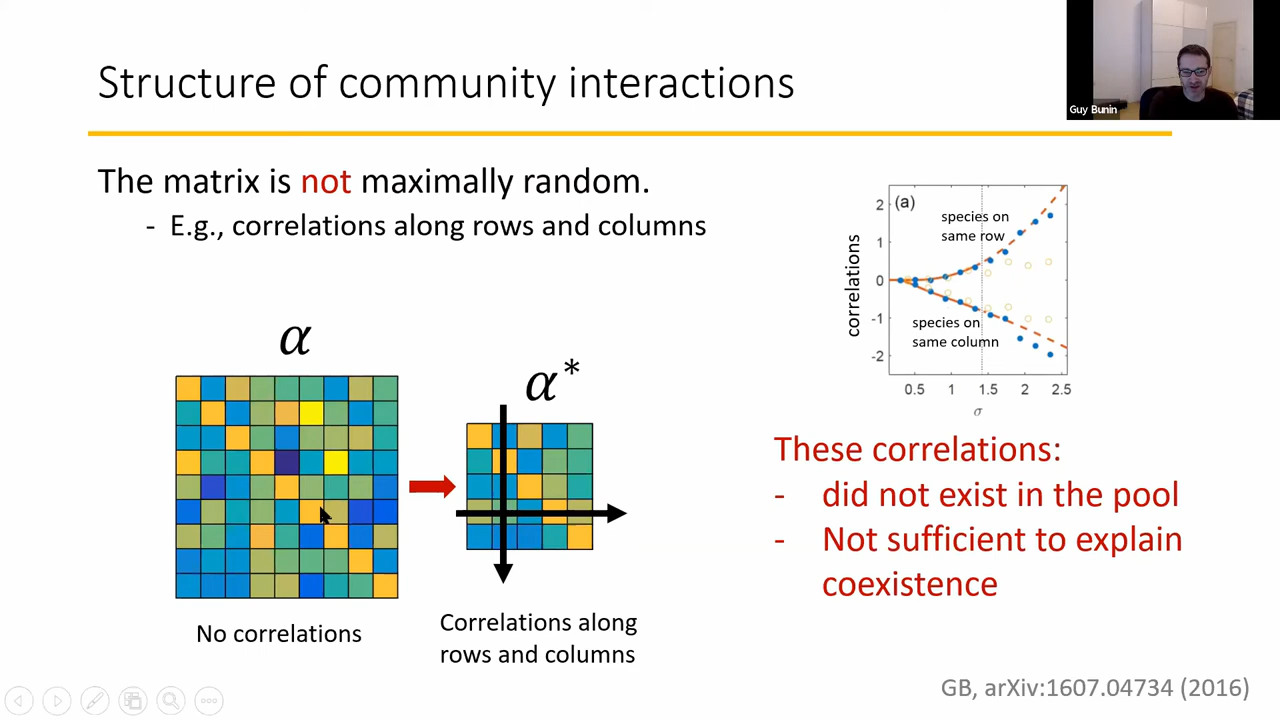 Structure of community interactions
Guy Bunin
The matrix is not maximally random.
- E.g., correlations along rows and columns
α
α*
No correlations
Correlations along
rows and columns
(a)
species on
same row
species on
same column
correlations
2
1
0
-1
-2
0.5 1 1.5 2 2.5
σ
These correlations:
- did not exist in the pool
- Not sufficient to explain
coexistence
GB, arXiv:1607.04734 (2016)